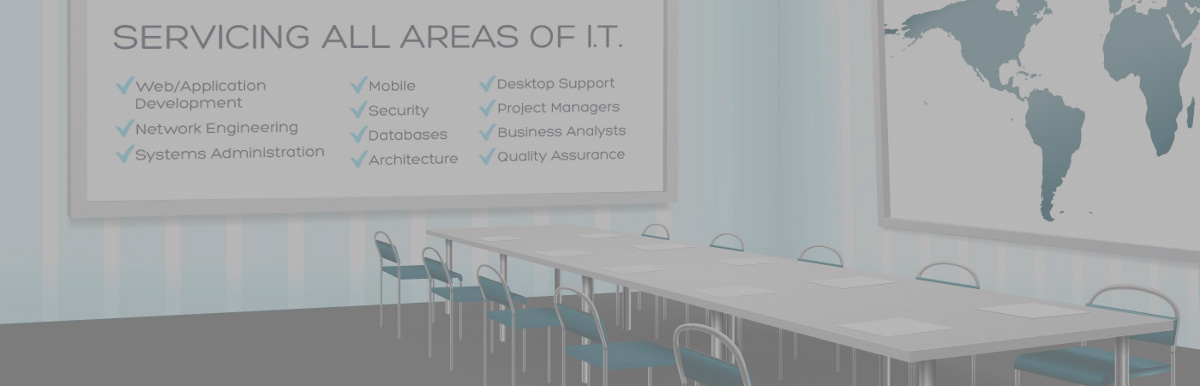 SERVICING ALL AREAS OF I.T.
Web/Application
Development
Network Engineering
Systems Administration
Mobile
Security
Databases
Architecture
Desktop Support
Project Managers
Business Analysts
Quality Assurance